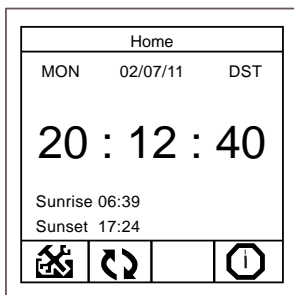 Home
MON 02/07/11 DST
20 : 12 : 40
Sunrise 06:39
Sunset 17:24
i